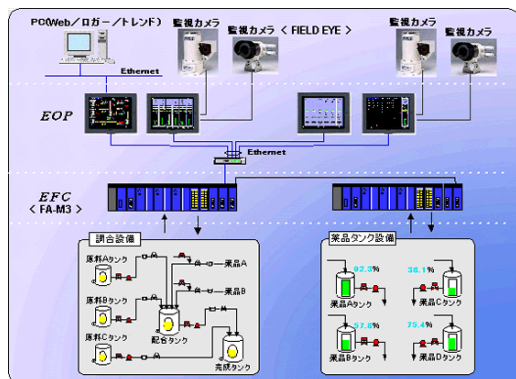 PC(Web／ロガー／トレンド)
監視カメラ
監視カメラ < FIELD EYE >
監視カメラ
監視カメラ
Ethernet
EOP
Ethernet
EFC
< FA-M3 >
調合設備
原料Aタンク
薬品A
原料Bタンク
薬品B
原料Cタンク
配合タンク
完成タンク
薬品タンク設備
92.3%
38.1%
薬品Aタンク
薬品Cタンク
57.8%
75.4%
薬品Bタンク
薬品Dタンク